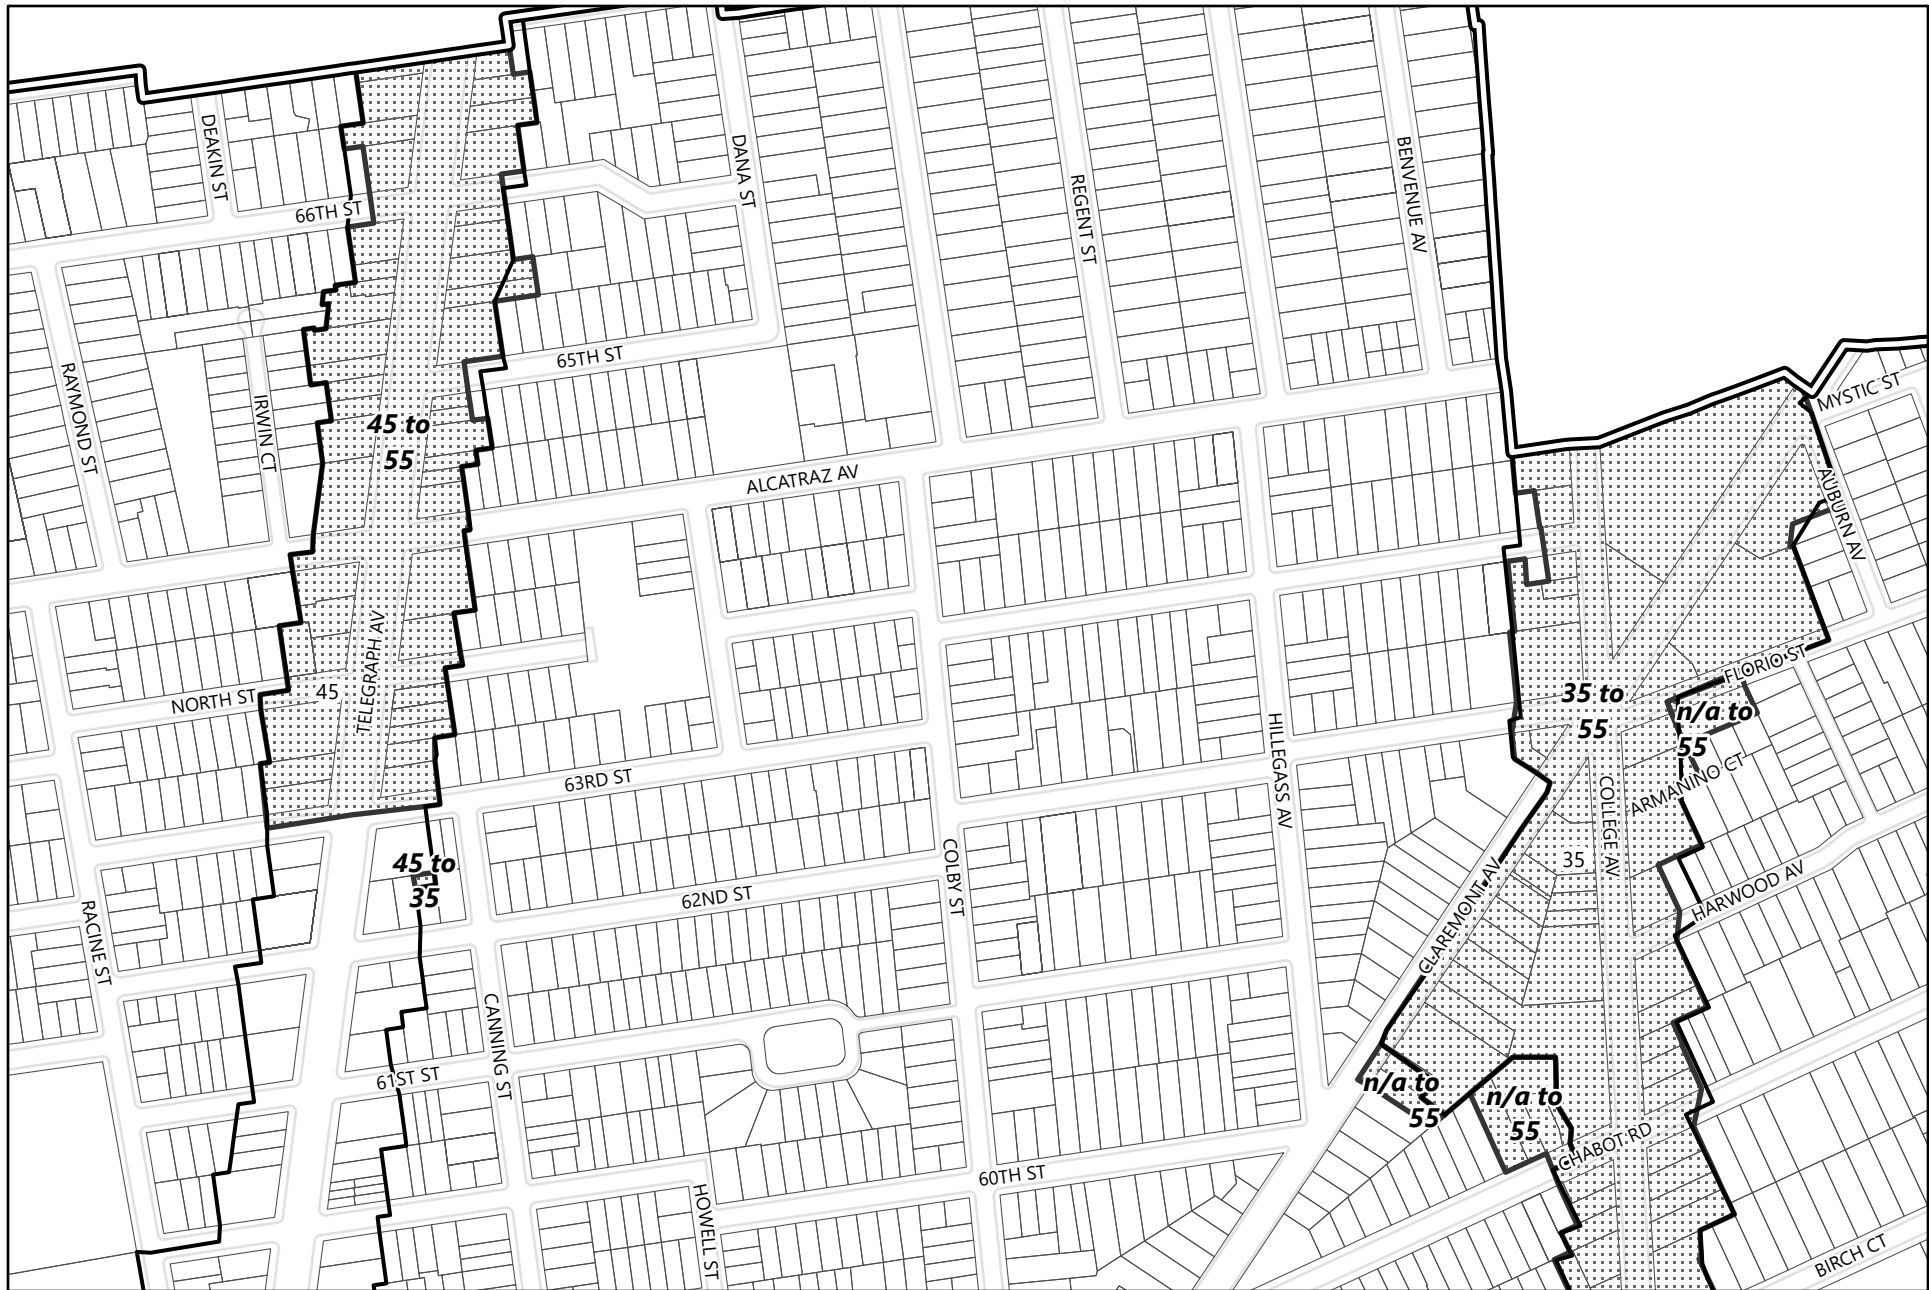 DEAKIN ST
66TH ST
DANA ST
REGENT ST
BENVENUE AV
RAYMOND ST
IRWIN CT
65TH ST
45 to
55
ALCATRAZ AV
MYSTIC ST
AUBURN AV
TELEGRAPH AV
NORTH ST
45
63RD ST
HILLEGASS AV
FLORIO ST
35 to
55
n/a to
55
ARMANINO CT
COLLEGE AV
35
45 to
35
COLBY ST
62ND ST
CLAREMONT AV
HARWOOD AV
RACINE ST
CANNING ST
61ST ST
n/a to
55
n/a to
55
CHABOT RD
HOWELL ST
60TH ST
BIRCH CT